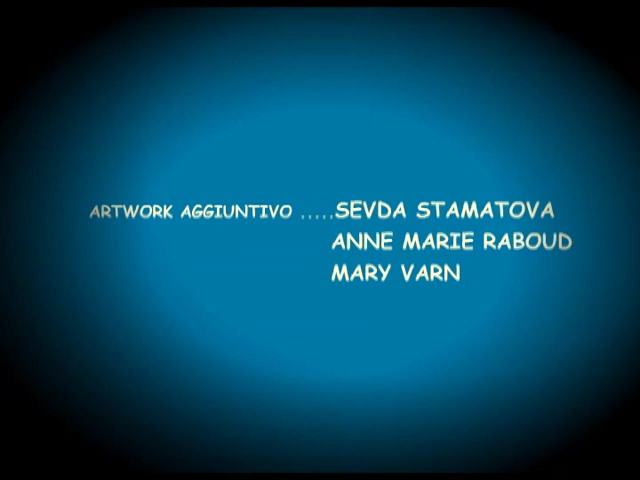 ARTWORK AGGIUNTIVO .....SEVDA STAMATOVA
ANNE MARIE RABOUD
MARY VARN